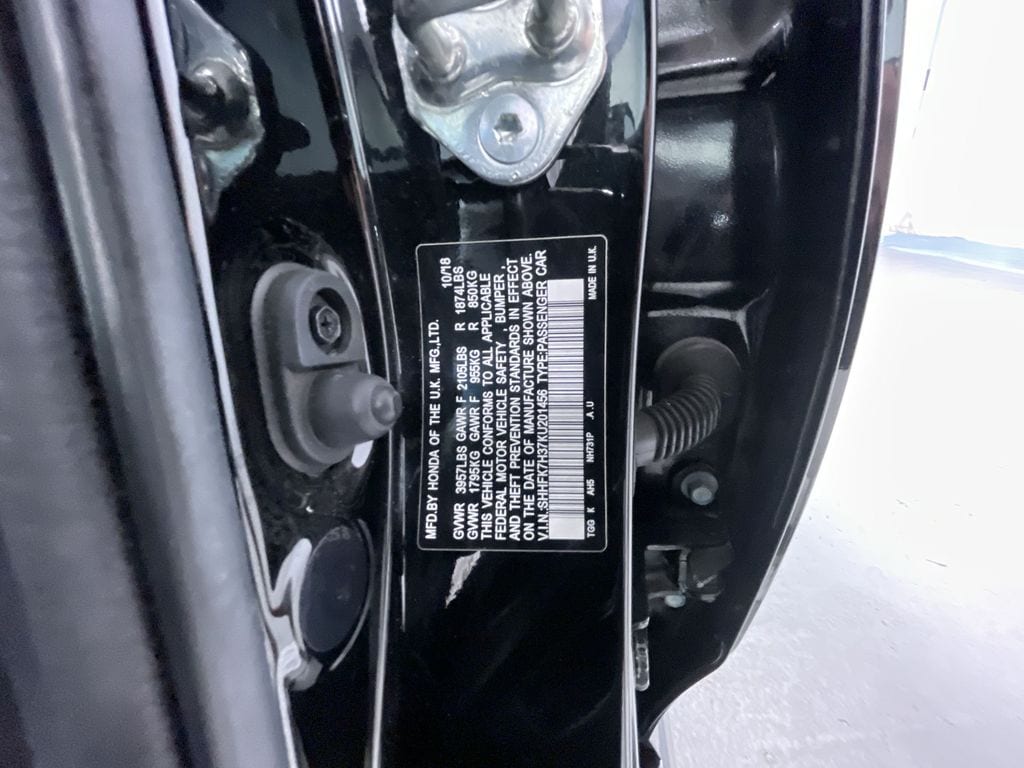 MFD.BY HONDA OF THE U.K. MFG.,LTD. 10/18
GVWR 3957LBS GAWR F 2105LBS R 1874LBS
GVWR 1795KG GAWR F 955KG R 850KG
THIS VEHICLE CONFORMS TO ALL APPLICABLE
FEDERAL MOTOR VEHICLE SAFETY , BUMPER ,
AND THEFT PREVENTION STANDARDS IN EFFECT
ON THE DATE OF MANUFACTURE SHOWN ABOVE.
V.I.N.:SHHFK7H37KU201456 TYPE:PASSENGER CAR
TGG K AH5 NH731P .A.U MADE IN U.K.